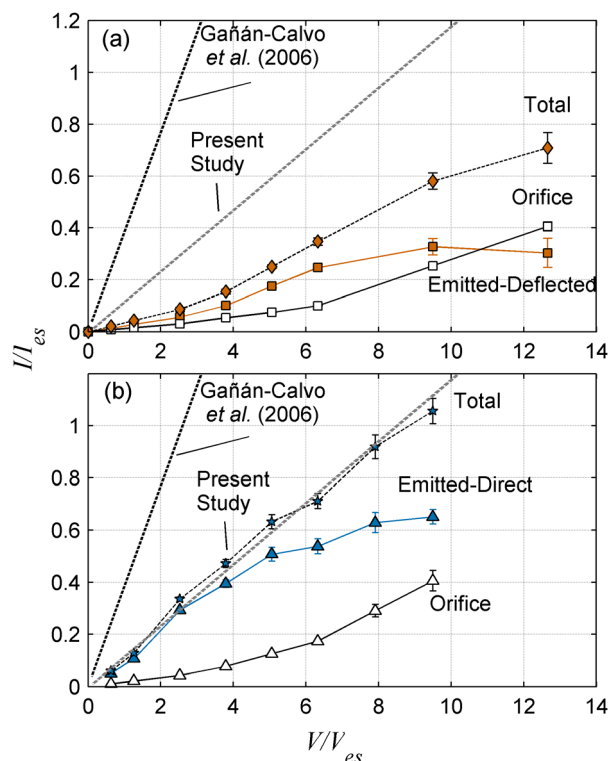 1.2
(a)
Gañán-Calvo
et al. (2006)
1
0.8
Total
Present
Study
0.6
Orifice
0.4
0.2
Emitted-Deflected
0
0 2 4 6 8 10 12 14
I/I_es
(b)
Gañán-Calvo
et al. (2006)
Total
1
Present
Study
Emitted-Direct
0.8
0.6
0.4
Orifice
0.2
0
0 2 4 6 8 10 12 14
V/V_es